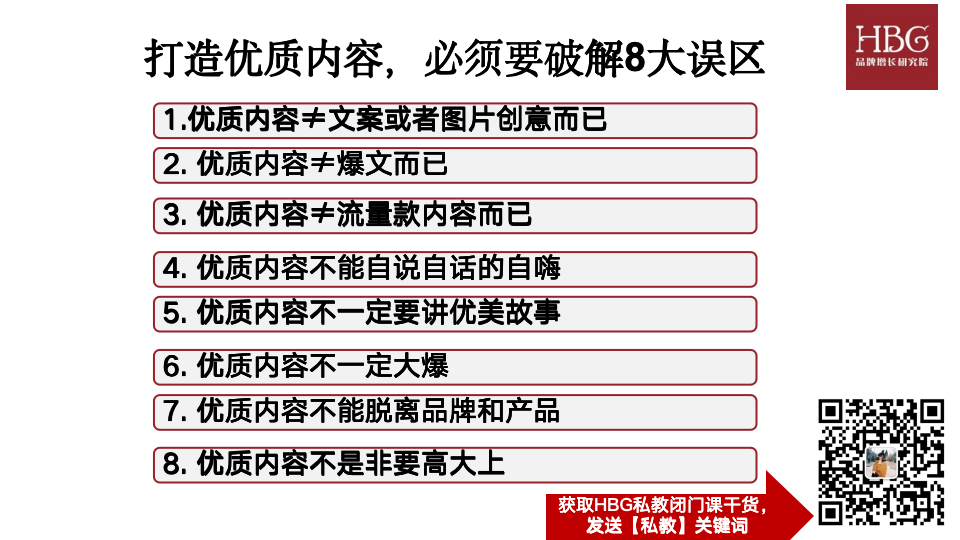 打造优质内容，必须要破解8大误区
HBG
品牌增长研究院
1.优质内容≠文案或者图片创意而已
2. 优质内容≠爆文而已
3. 优质内容≠流量款内容而已
4. 优质内容不能自说自话的自嗨
5. 优质内容不一定要讲优美故事
6. 优质内容不一定大爆
7. 优质内容不能脱离品牌和产品
8. 优质内容不是非要高大上
获取HBG私教闭门课干货，
发送【私教】关键词